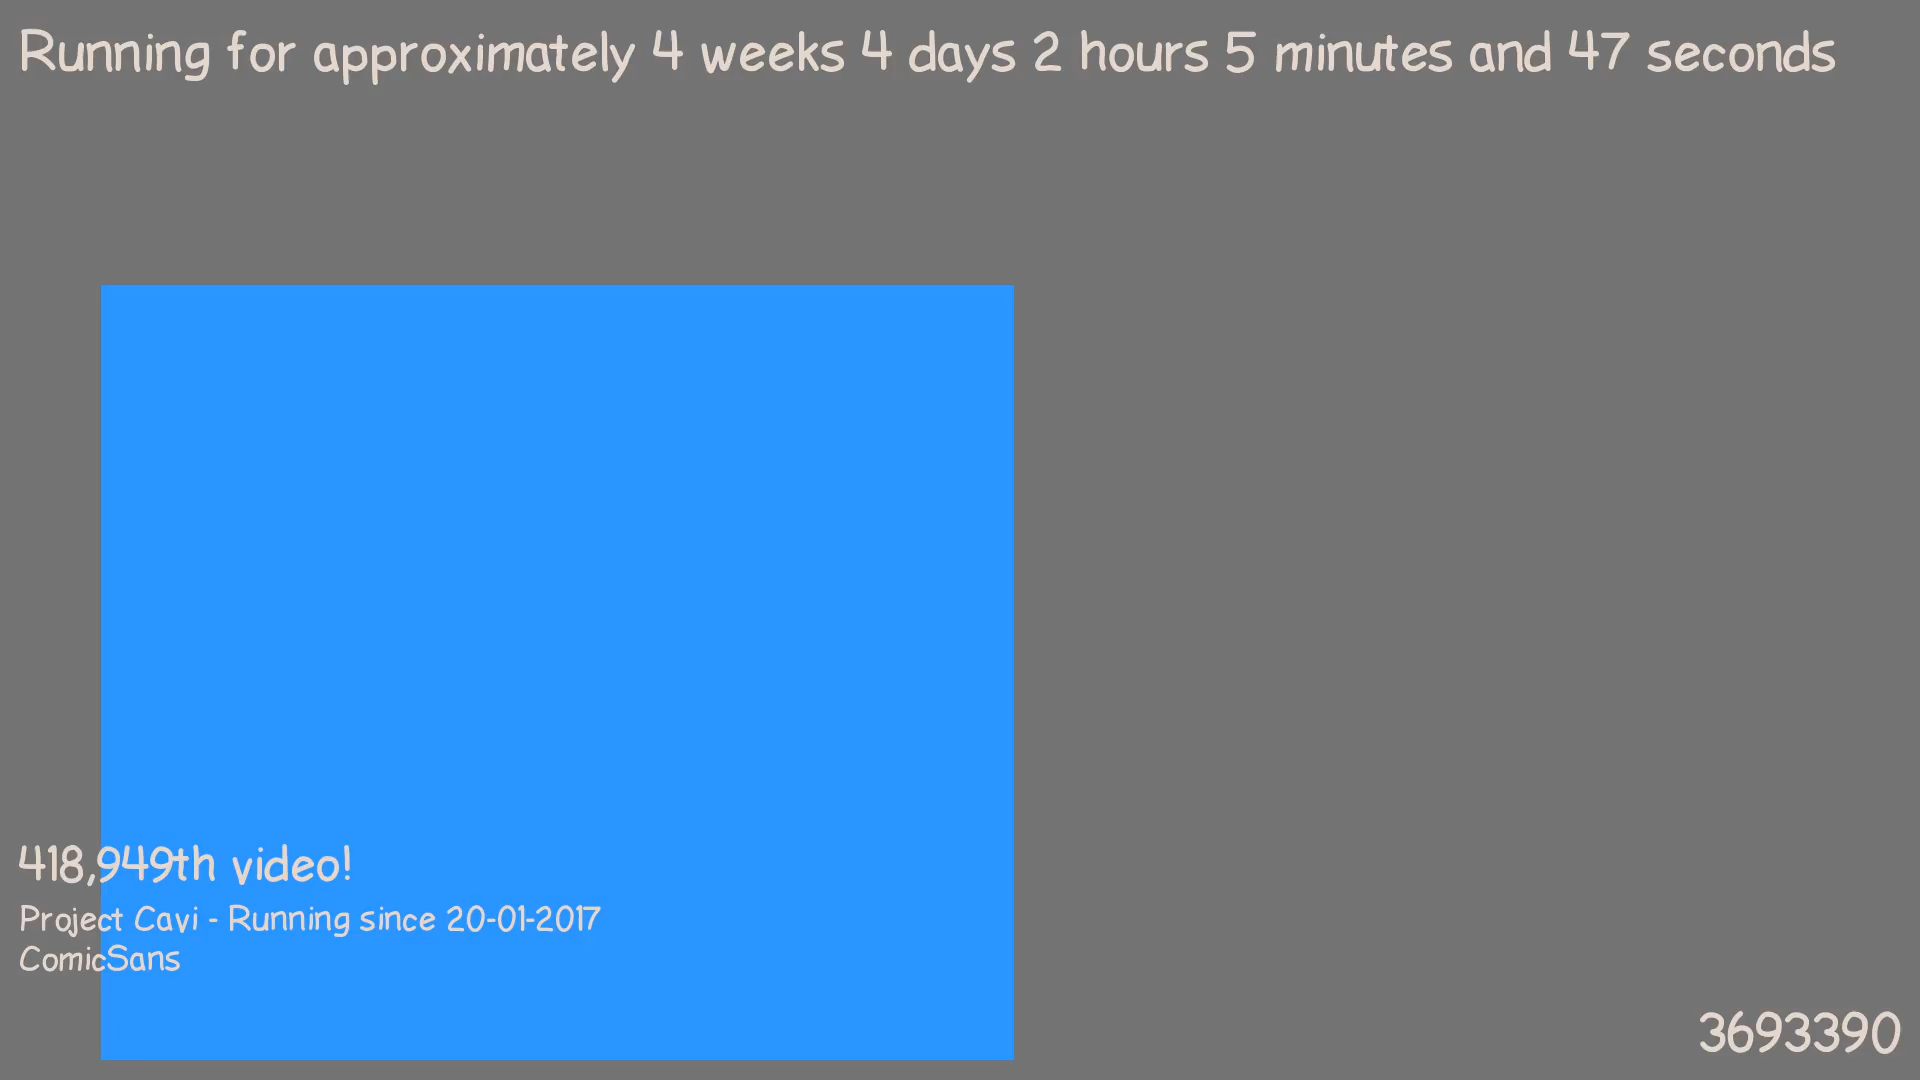 Running for approximately 4 weeks 4 days 2 hours 5 minutes and 47 seconds
418,949th video!
Project Cavi - Running since 20-01-2017
ComicSans
3693390